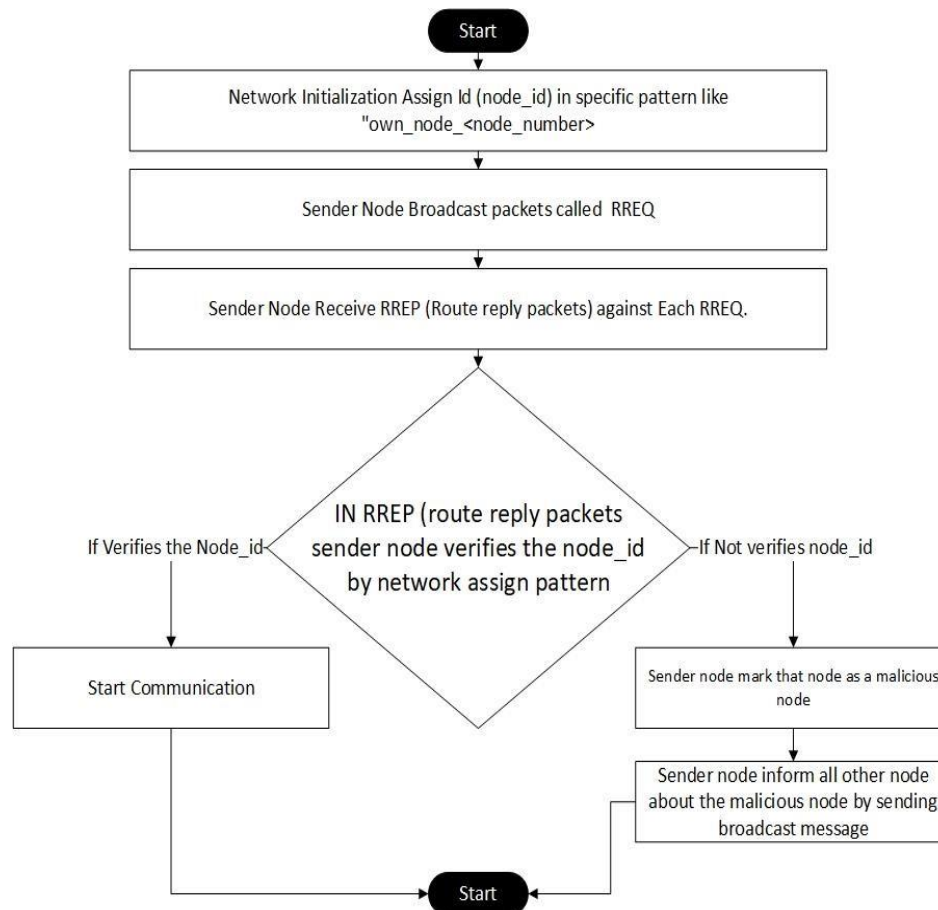 Start
Network Initialization Assign Id (node_id) in specific pattern like
"own_node_<node_number>
Sender Node Broadcast packets called RREQ
Sender Node Receive RREP (Route reply packets) against Each RREQ.
IN RREP (route reply packets
sender node verifies the node_id
by network assign pattern
If Verifies the Node_id
If Not verifies node_id
Start Communication
Sender node mark that node as a malicious
node
Sender node inform all other node
about the malicious node by sending
broadcast message
Start